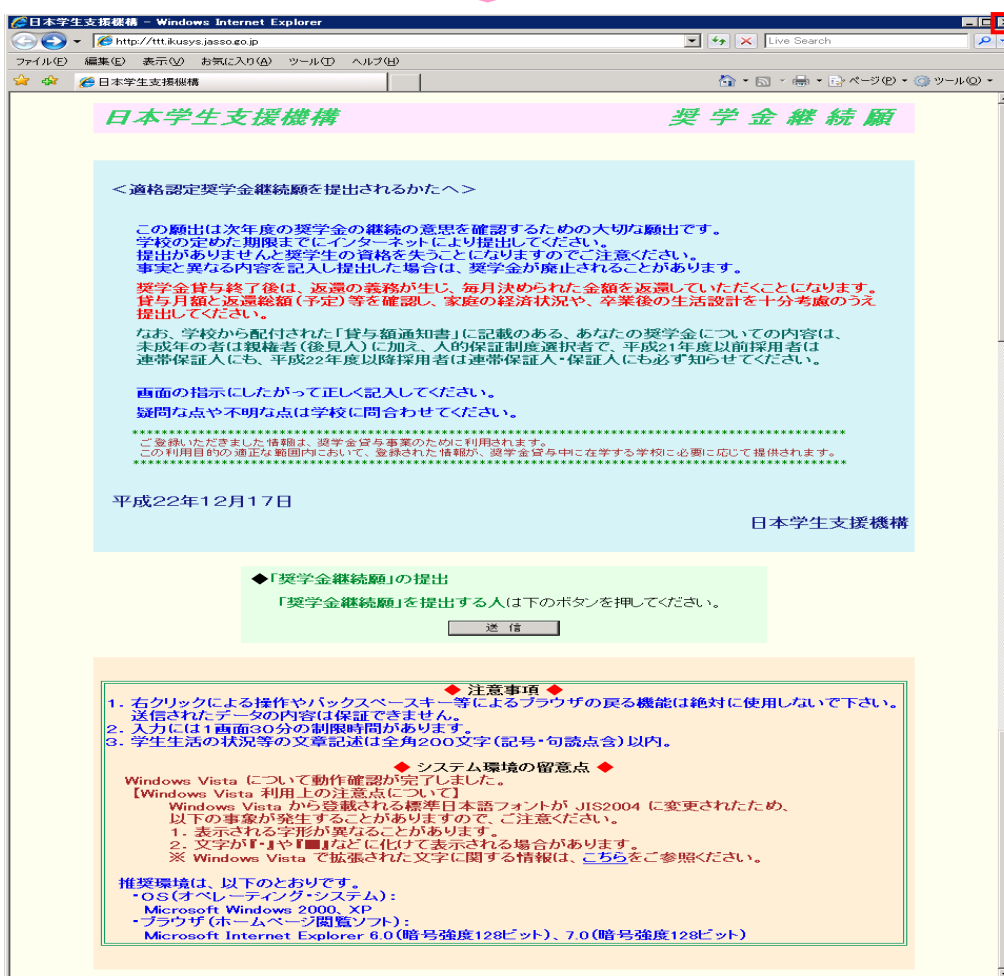 日本学生支援機構 - Windows Internet Explorer
http://ttt.ikusys.jasso.go.jp
Live Search
ファイル(F) 編集(E) 表示(V) お気に入り(A) ツール(T) ヘルプ(H)
日本学生支援機構
ページ(P) ツール(O)
日本学生支援機構 奨学金継続願
＜適格認定奨学金継続願を提出されるかたへ＞
この願出は次年度の奨学金の継続の意思を確認するための大切な願出です。
学校の定めた期限までにインターネットにより提出してください。
提出がありませんと奨学生の資格を失うことになりますのでご注意ください。
事実と異なる内容を記入し提出した場合は、奨学金が廃止されることがあります。
奨学金貸与終了後は、返還の義務が生じ、毎月決められた金額を返還していただくことになります。
貸与月額と返還総額(予定)等を確認し、家庭の経済状況や、卒業後の生活設計を十分考慮のうえ
提出してください。
なお、学校から配付された「貸与額通知書」に記載のある、あなたの奨学金についての内容は、
未成年の者は親権者(後見人)に加え、人的保証制度選択者で、平成21年度以前採用者は
連帯保証人にも、平成22年度以降採用者は連帯保証人・保証人にも必ず知らせてください。
画面の指示にしたがって正しく記入してください。
疑問な点や不明な点は学校に問合わせてください。
ご登録いただきました情報は、奨学金貸与事業のために利用されます。
この利用目的の適正な範囲内において、登録された情報が、奨学金貸与中に在学する学校に必要に応じて提供されます。
平成22年12月17日
日本学生支援機構
◆「奨学金継続願」の提出
「奨学金継続願」を提出する人は下のボタンを押してください。
送信
◆ 注意事項 ◆
1. 右クリックによる操作やバックスペースキー等によるブラウザの戻る機能は絶対に使用しないで下さい。
送信されたデータの内容は保証できません。
2. 入力には1画面30分の制限時間があります。
3. 学生生活の状況等の文章記述は全角200文字(記号・句読点含)以内。
◆ システム環境の留意点 ◆
Windows Vista について動作確認が完了しました。
【Windows Vista 利用上の注意点について】
Windows Vista から登載される標準日本語フォントが JIS2004 に変更されたため、
以下の事象が発生することがありますので、ご注意ください。
1. 表示される字形が異なることがあります。
2. 文字が『・』や『■』などに化けて表示される場合があります。
※ Windows Vista で拡張された文字に関する情報は、こちらをご参照ください。
推奨環境は、以下のとおりです。
・OS(オペレーティング・システム)：
Microsoft Windows 2000、XP
・ブラウザ(ホームページ閲覧ソフト)：
Microsoft Internet Explorer 6.0(暗号強度128ビット)、7.0(暗号強度128ビット)